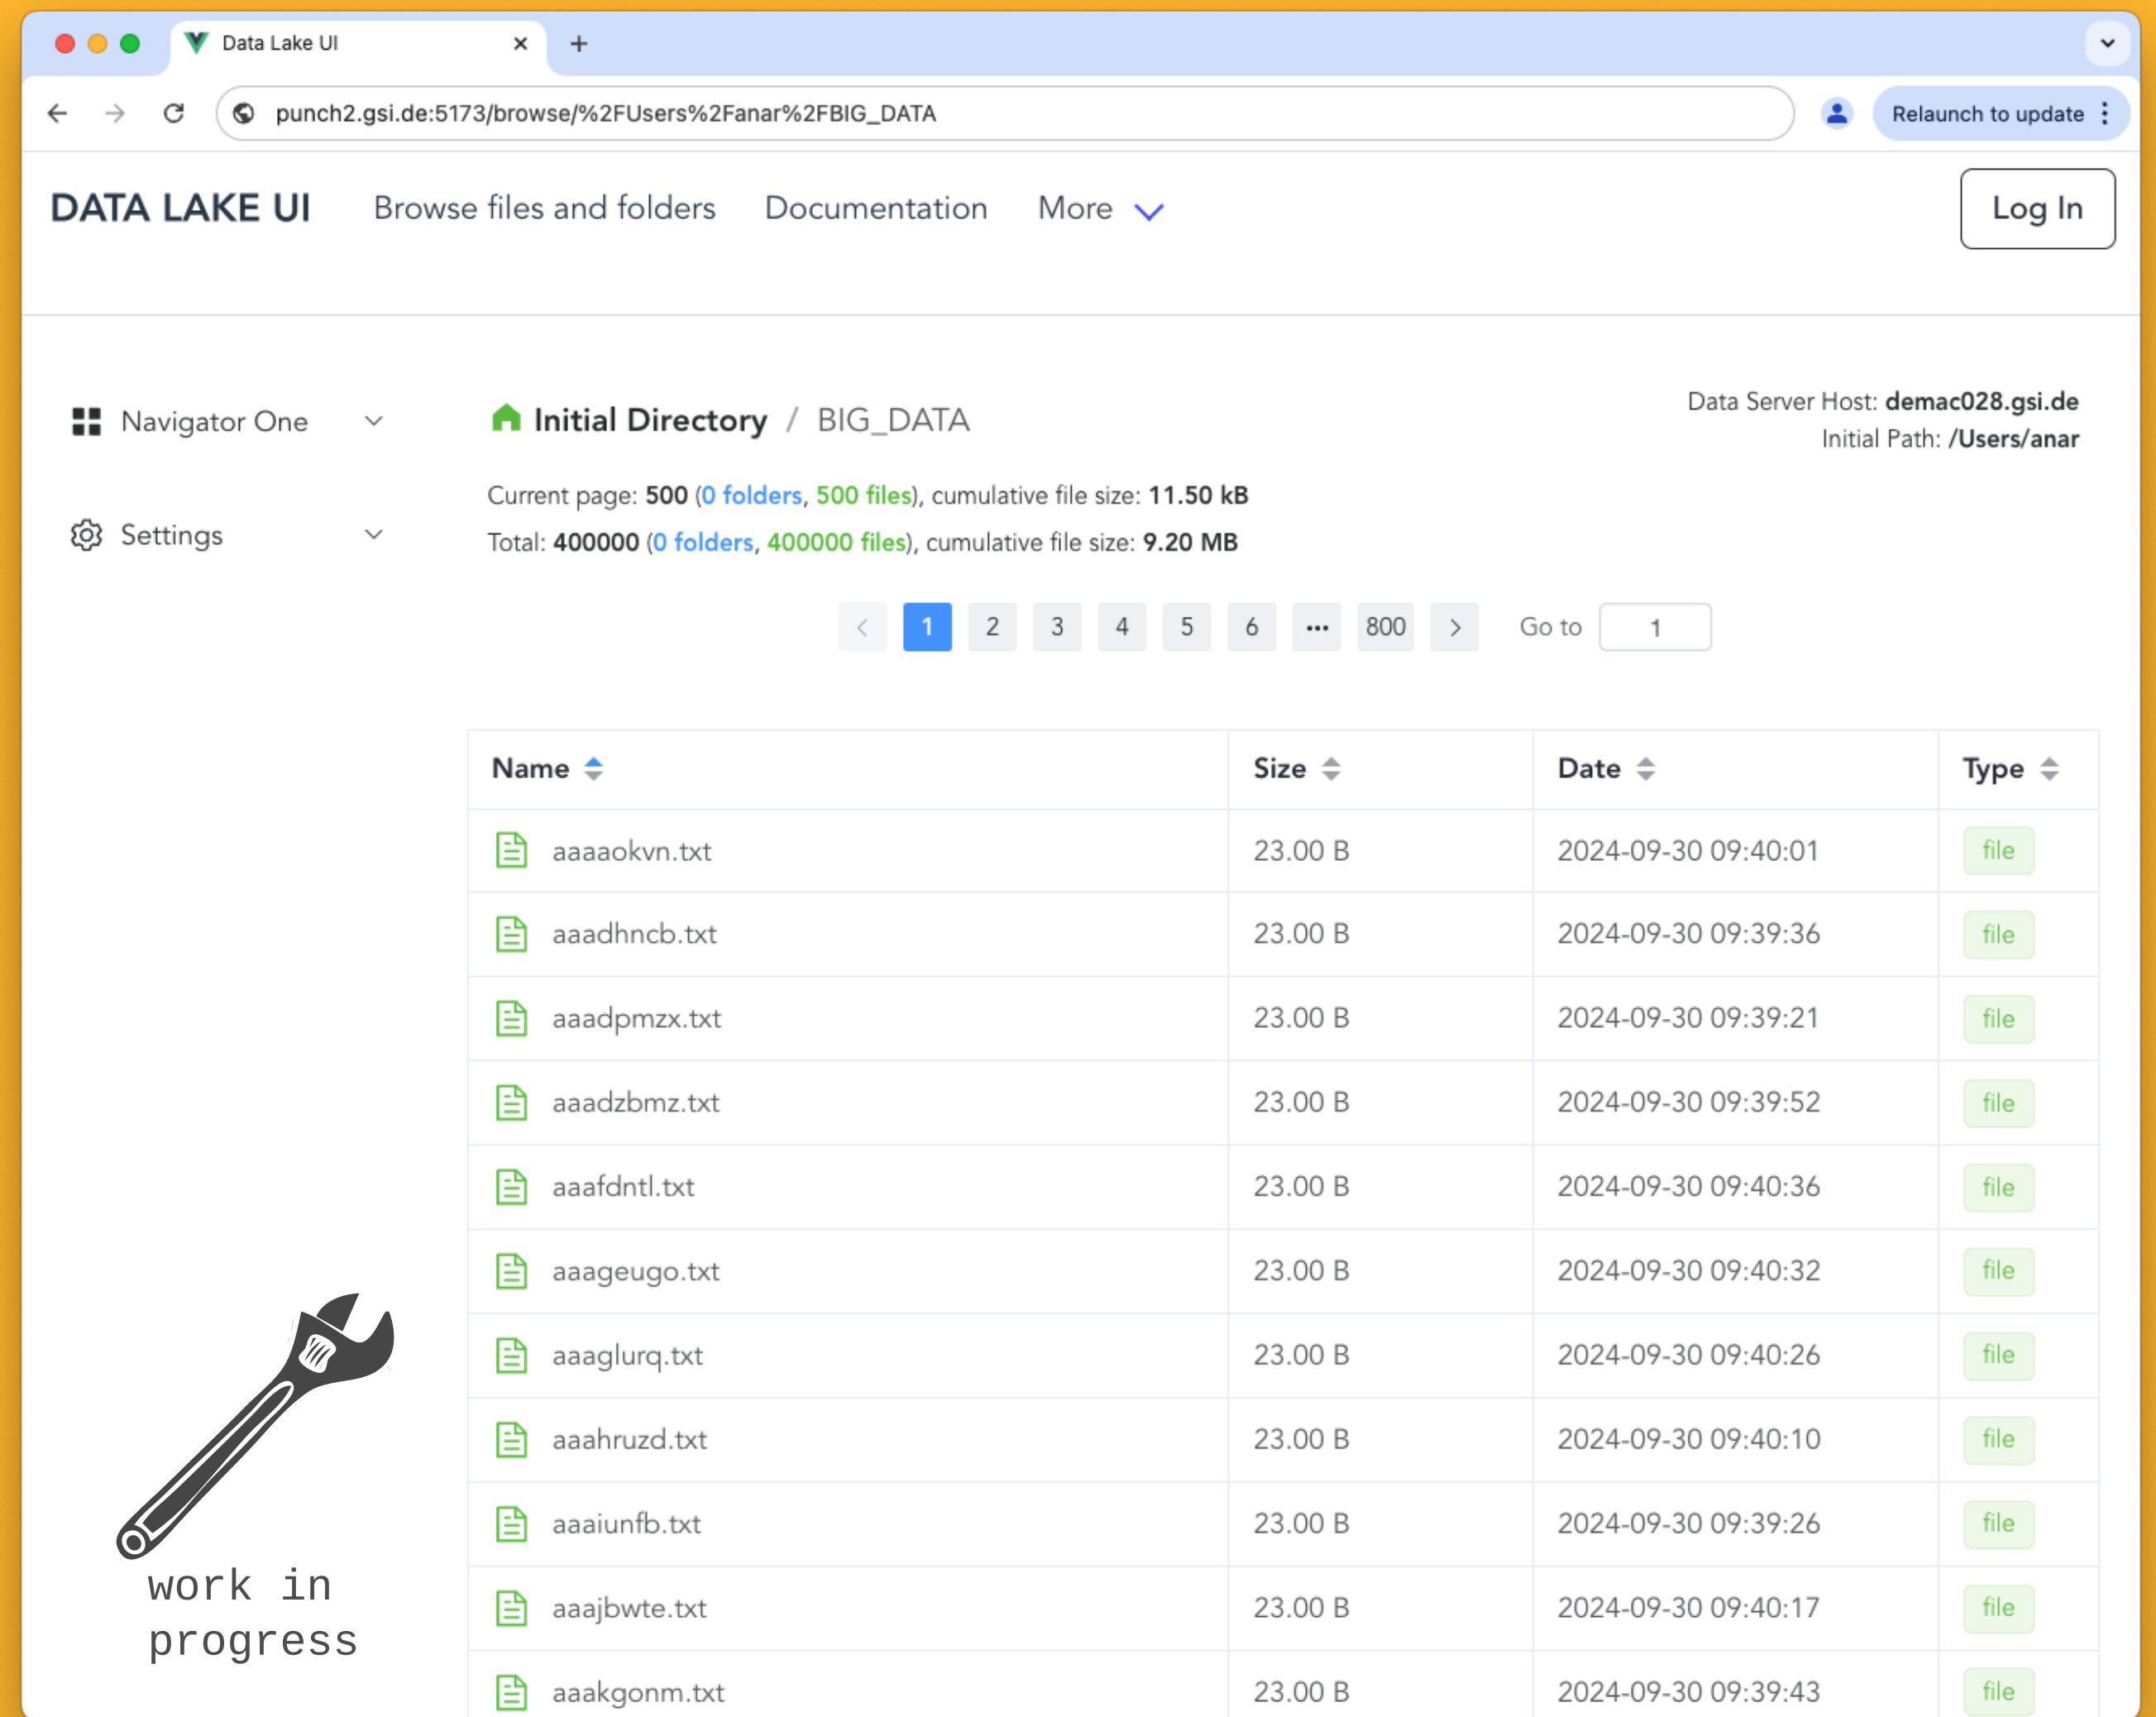 Data Lake UI
punch2.gsi.de:5173/browse/%2FUsers%2Fanar%2FBIG_DATA
Relaunch to update
DATA LAKE UI Browse files and folders Documentation More Log In
Navigator One
Settings
Initial Directory / BIG_DATA
Data Server Host: demac028.gsi.de
Initial Path: /Users/anar
Current page: 500 (0 folders, 500 files), cumulative file size: 11.50 kB
Total: 400000 (0 folders, 400000 files), cumulative file size: 9.20 MB
1 2 3 4 5 6 ••• 800 Go to 1
Name Size Date Type
aaaaokvn.txt 23.00 B 2024-09-30 09:40:01 file
aaadhncb.txt 23.00 B 2024-09-30 09:39:36 file
aaadpmzx.txt 23.00 B 2024-09-30 09:39:21 file
aaadzbmz.txt 23.00 B 2024-09-30 09:39:52 file
aaafdntl.txt 23.00 B 2024-09-30 09:40:36 file
aaageugo.txt 23.00 B 2024-09-30 09:40:32 file
aaaglurq.txt 23.00 B 2024-09-30 09:40:26 file
aaahruzd.txt 23.00 B 2024-09-30 09:40:10 file
aaaiunfb.txt 23.00 B 2024-09-30 09:39:26 file
aaajbwte.txt 23.00 B 2024-09-30 09:40:17 file
aaakgonm.txt 23.00 B 2024-09-30 09:39:43 file
work in
progress